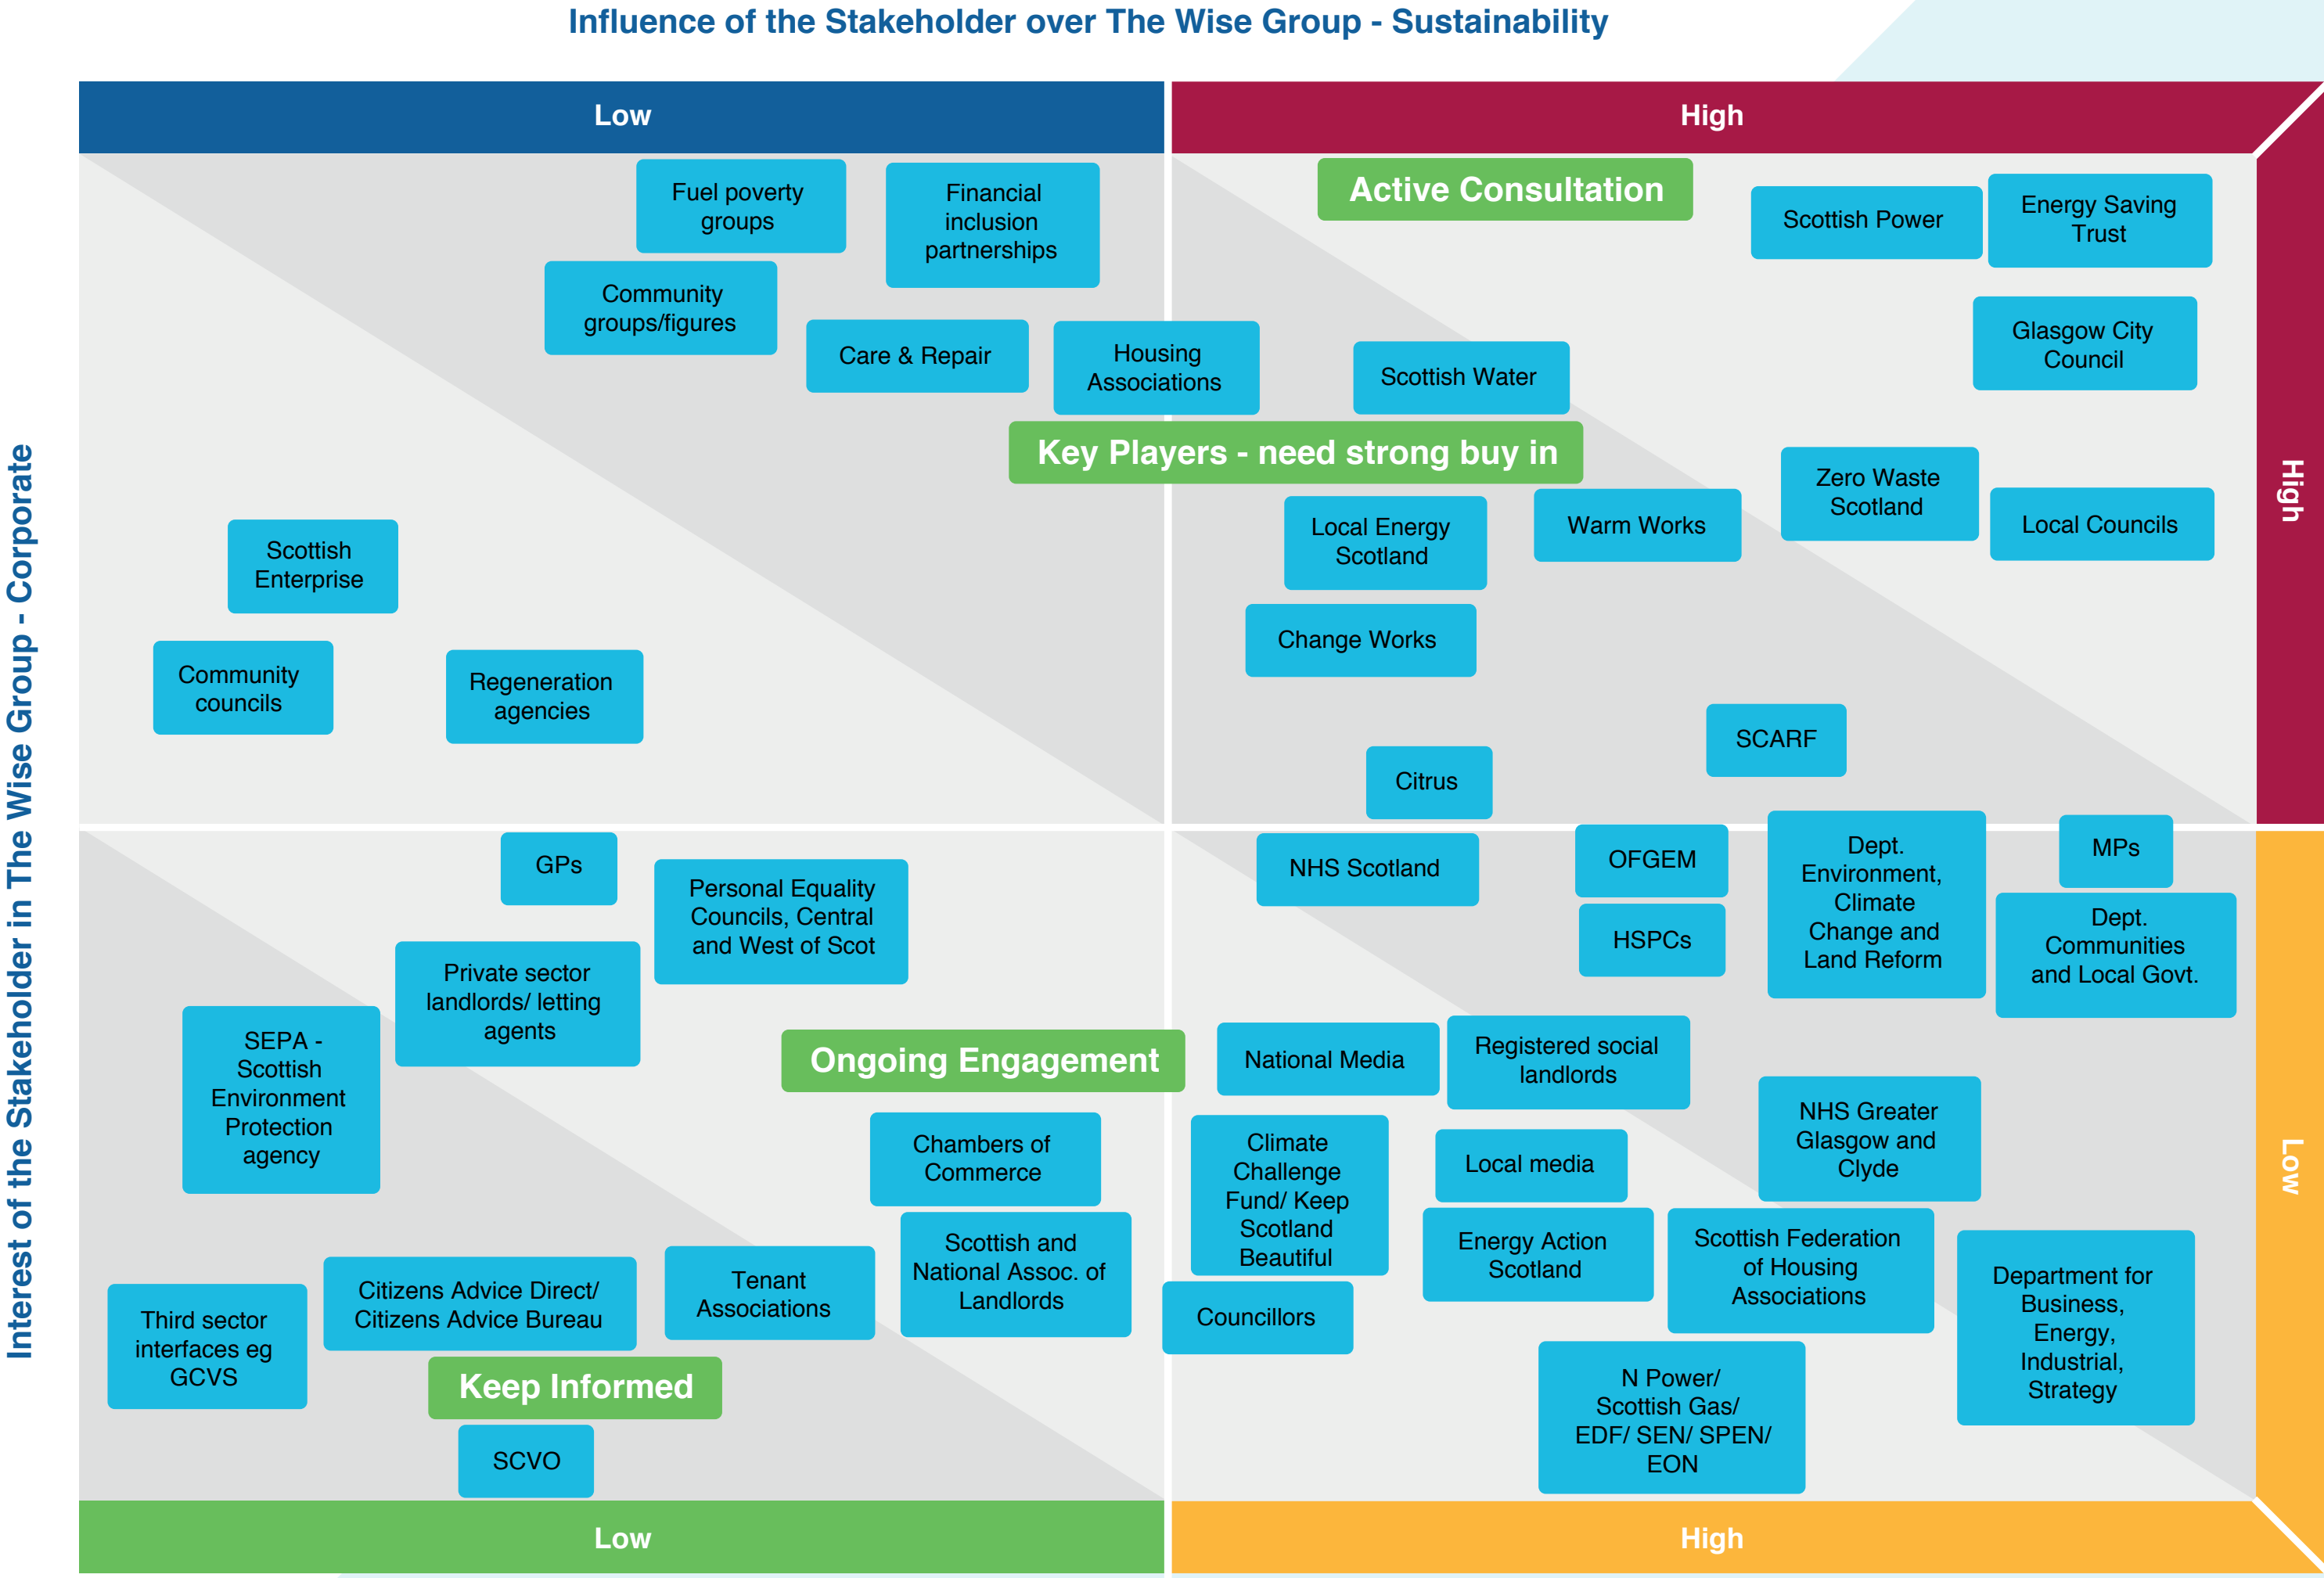 Influence of the Stakeholder over The Wise Group - Sustainability
Low
High
Interest of the Stakeholder in The Wise Group - Corporate
Fuel poverty
groups
Financial
inclusion
partnerships
Community
groups/figures
Care & Repair
Housing
Associations
Active Consultation
Scottish Power
Energy Saving
Trust
Glasgow City
Council
Scottish Water
Key Players - need strong buy in
Zero Waste
Scotland
Local Councils
High
Local Energy
Scotland
Warm Works
Scottish
Enterprise
Change Works
Community
councils
Regeneration
agencies
SCARF
Citrus
GPs
Personal Equality
Councils, Central
and West of Scot
Private sector
landlords/ letting
agents
SEPA -
Scottish
Environment
Protection
agency
Ongoing Engagement
Chambers of
Commerce
Scottish and
National Assoc. of
Landlords
Tenant
Associations
Citizens Advice Direct/
Citizens Advice Bureau
Third sector
interfaces eg
GCVS
Keep Informed
SCVO
NHS Scotland
OFGEM
HSPCs
Dept.
Environment,
Climate
Change and
Land Reform
MPs
Dept.
Communities
and Local Govt.
National Media
Registered social
landlords
Climate
Challenge
Fund/ Keep
Scotland
Beautiful
Local media
NHS Greater
Glasgow and
Clyde
Low
Energy Action
Scotland
Scottish Federation
of Housing
Associations
Councillors
Department for
Business,
Energy,
Industrial,
Strategy
N Power/
Scottish Gas/
EDF/ SEN/ SPEN/
EON
Low
High